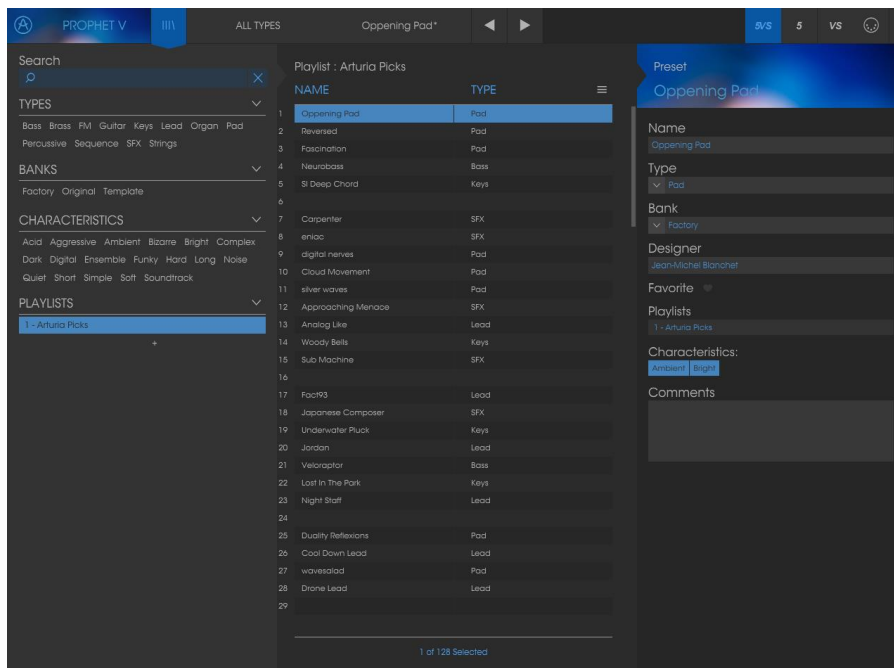 PROPHET V
ALL TYPES
Oppening Pad*
5VS 5 VS
Search
TYPES
Bass Brass FM Guitar Keys Lead Organ Pad
Percussive Sequence SFX Strings
BANKS
Factory Original Template
CHARACTERISTICS
Acid Aggressive Ambient Bizarre Bright Complex
Dark Digital Ensemble Funky Hard Long Noise
Quiet Short Simple Soft Soundtrack
PLAYLISTS
1 - Arturia Picks
+
Playlist : Arturia Picks
NAME TYPE
1 Oppening Pad Pad
2 Reversed Pad
3 Fascination Pad
4 Neurobass Bass
5 SI Deep Chord Keys
6
7 Carpenter SFX
8 eniac SFX
9 digital nerves Pad
10 Cloud Movement Pad
11 silver waves Pad
12 Approaching Menace SFX
13 Analog Like Lead
14 Woody Bells Keys
15 Sub Machine SFX
16
17 Fact93 Lead
18 Japanese Composer SFX
19 Underwater Pluck Keys
20 Jordan Lead
21 Veloraptor Bass
22 Lost In The Park Keys
23 Night Staff Lead
24
25 Duality Reflexions Pad
26 Cool Down Lead Lead
27 wavesalad Pad
28 Drone Lead Lead
29
1 of 128 Selected
Preset
Oppening Pad
Name
Oppening Pad
Type
Pad
Bank
Factory
Designer
Jean-Michel Blanchet
Favorite
Playlists
1 - Arturia Picks
Characteristics:
Ambient Bright
Comments